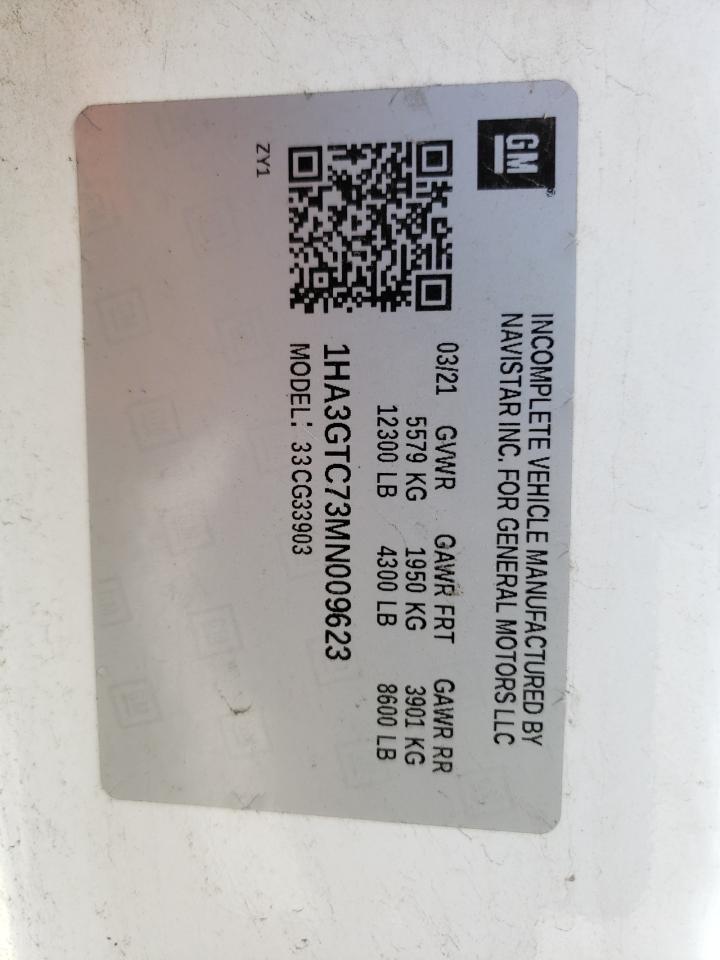 GM
INCOMPLETE VEHICLE MANUFACTURED BY
NAVISTAR INC. FOR GENERAL MOTORS LLC
03/21 GVWR GAWR FRT GAWR RR
5579 KG 1950 KG 3901 KG
12300 LB 4300 LB 8600 LB
1HA3GTC73MN009623
MODEL: 33CG33903
ZY1